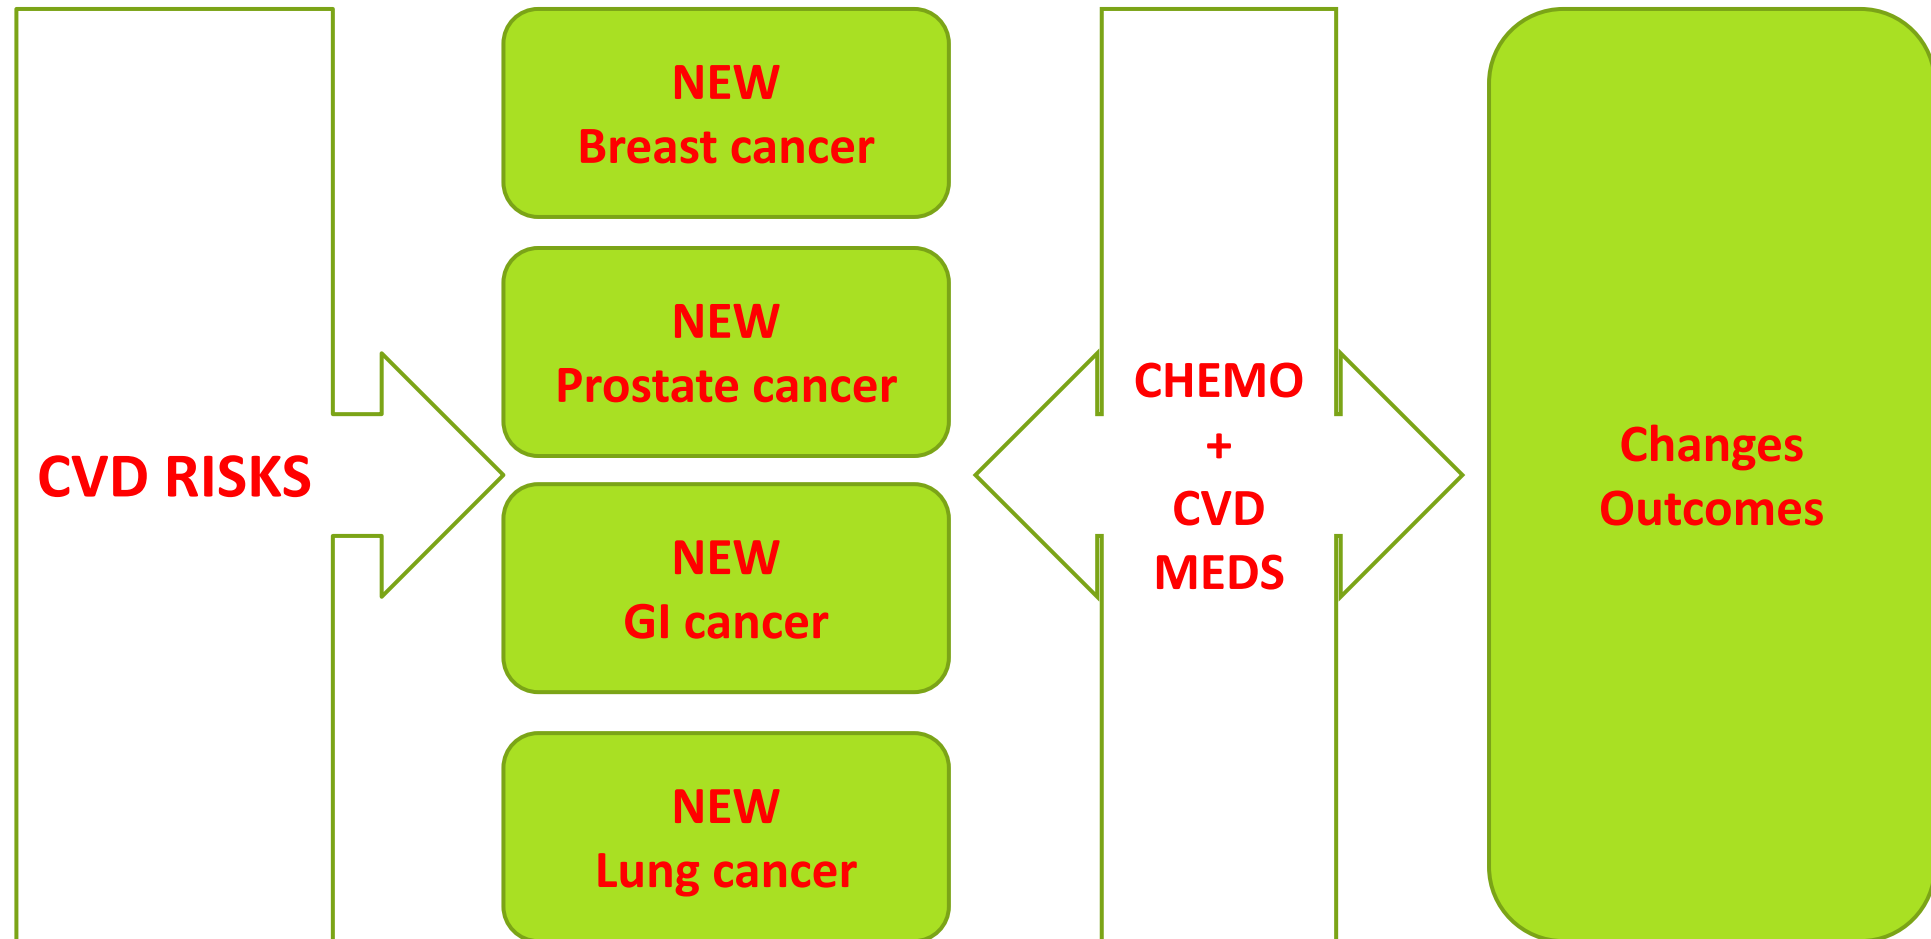 CVD RISKS
NEW
Breast cancer
NEW
Prostate cancer
NEW
GI cancer
NEW
Lung cancer
CHEMO
+
CVD
MEDS
Changes
Outcomes